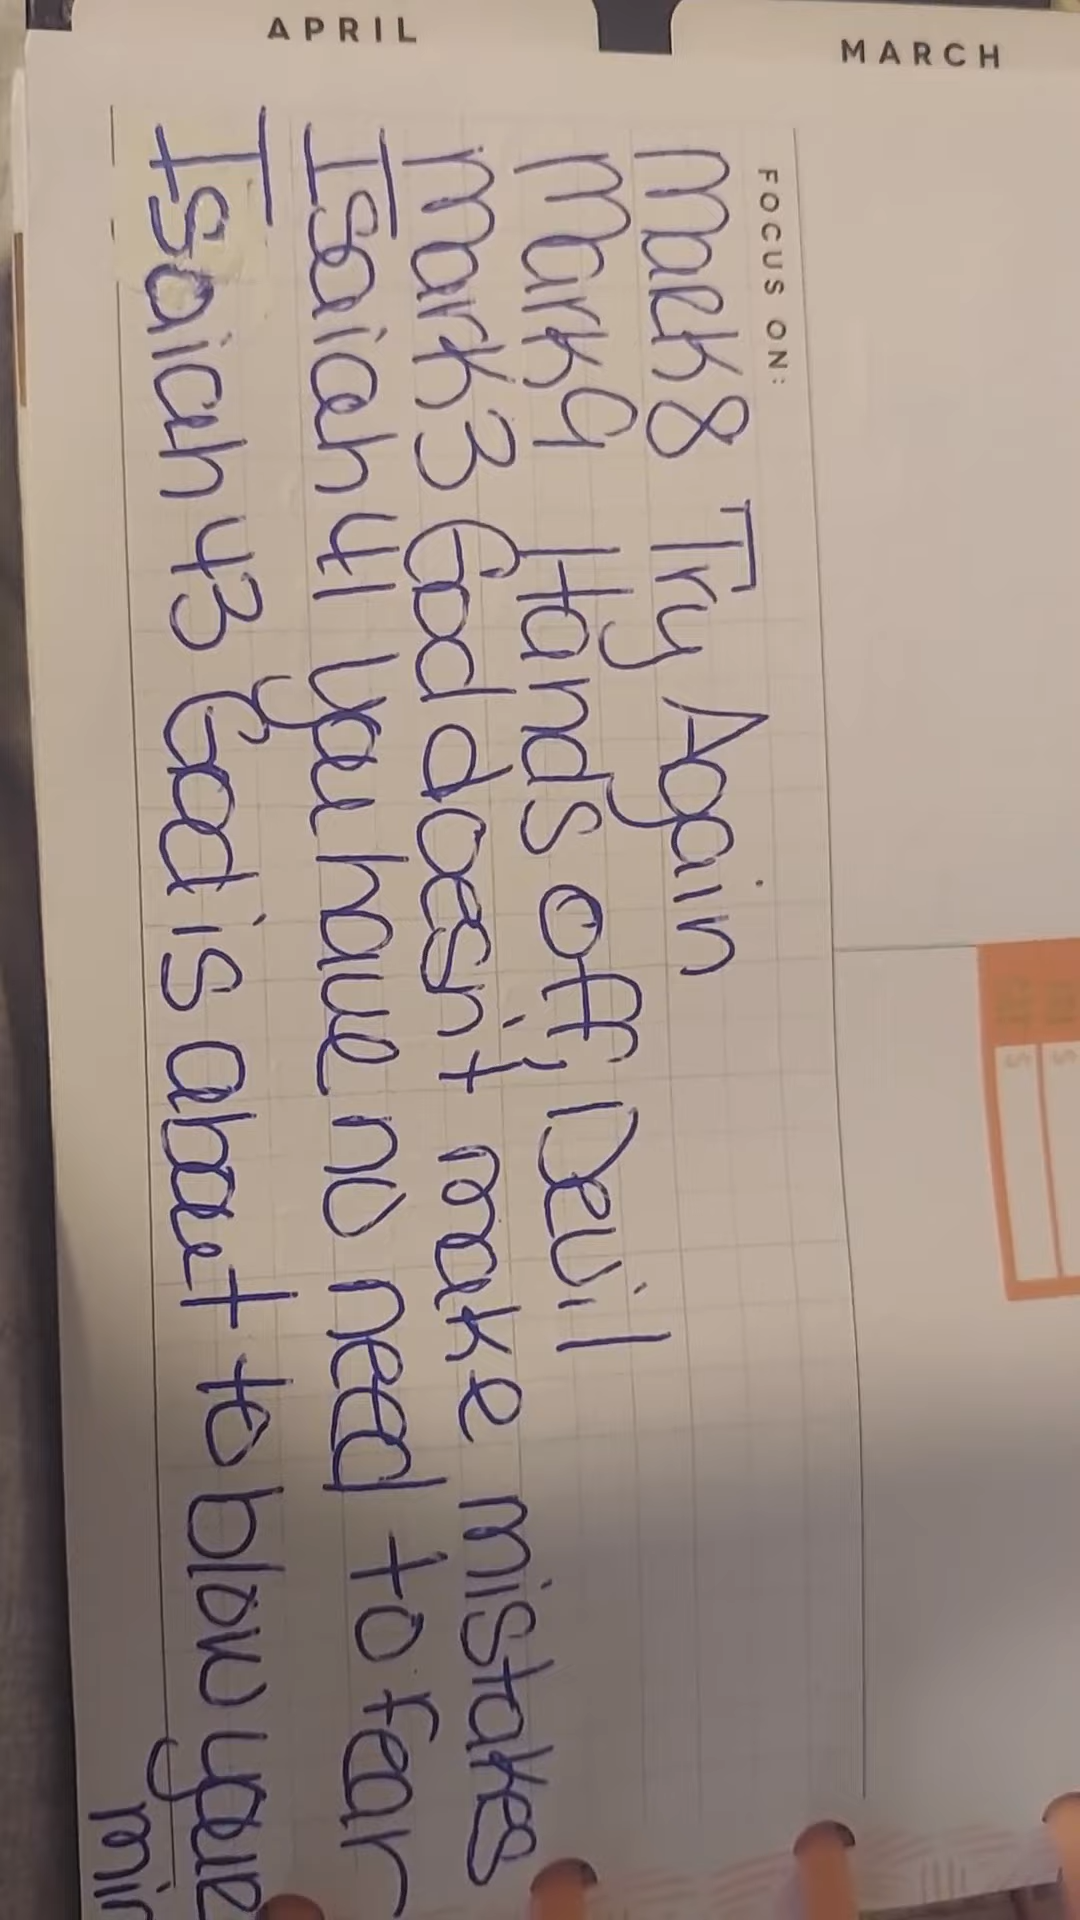 APRIL
MARCH
FOCUS ON:
Mark 8 Try Again
Mark 9 Hands off, Devil
Mark 3 God doesn't make mistakes
Isaiah 41 you have no need to fear
Isaiah 43 God is about to blow your